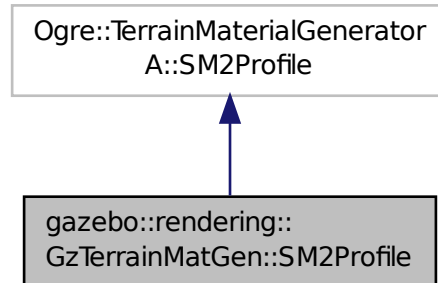 Ogre::TerrainMaterialGenerator
A::SM2Profile
gazebo::rendering::
GzTerrainMatGen::SM2Profile